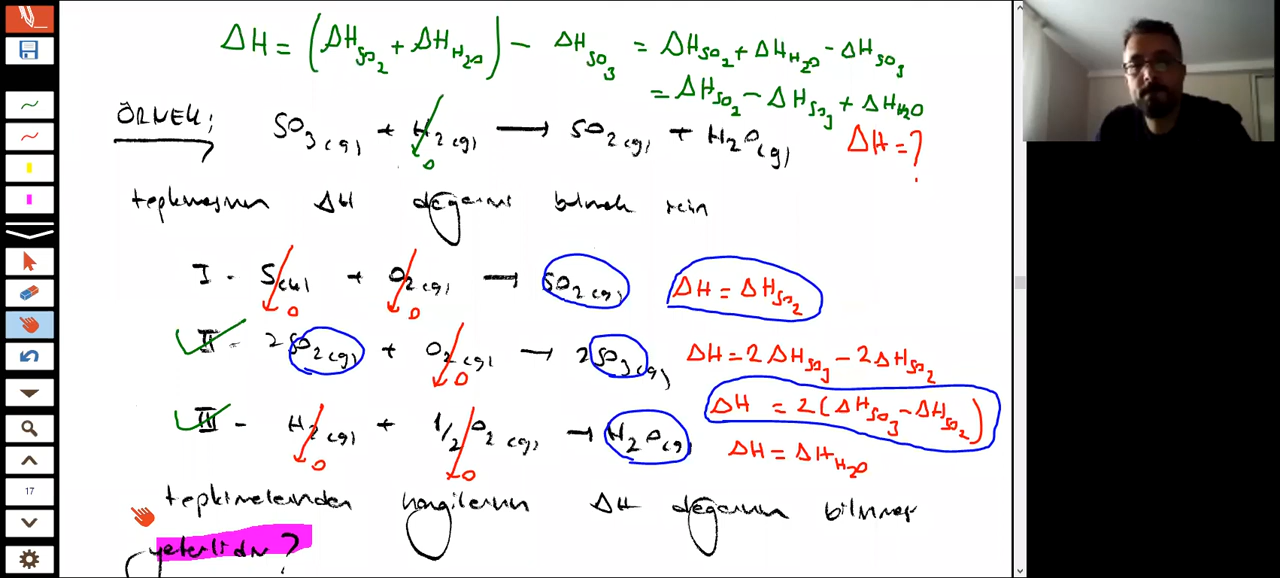 ΔH = (ΔH_SO₂ + ΔH_H₂O) - ΔH_SO₃ = ΔH_SO₂ + ΔH_H₂O - ΔH_SO₃
= ΔH_SO₂ - ΔH_SO₃ + ΔH_H₂O
ÖRNEK: SO₃(g) + H₂(g) → SO₂(g) + H₂O(g) ΔH = ?
0
tepkimesinin ΔH değerini bilmek için
I - S(k) + O₂(g) → SO₂(g) ΔH = ΔH_SO₂
0 0
II - 2SO₂(g) + O₂(g) → 2SO₃(g) ΔH = 2ΔH_SO₃ - 2ΔH_SO₂
0
ΔH = 2(ΔH_SO₃ - ΔH_SO₂)
III - H₂(g) + 1/2 O₂(g) → H₂O(g)
0 0
ΔH = ΔH_H₂O
tepkimelerinden hangilerinin ΔH değerinin bilinmesi
yeterlidir?
17